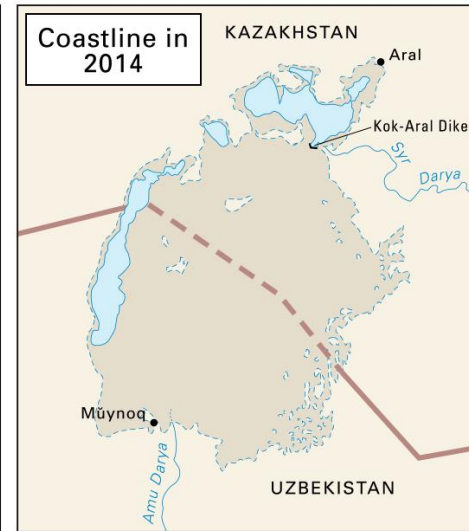 Coastline in
2014
KAZAKHSTAN
Aral
Kok-Aral Dike
Syr
Darya
Mŭynoq
Amu Darya
UZBEKISTAN